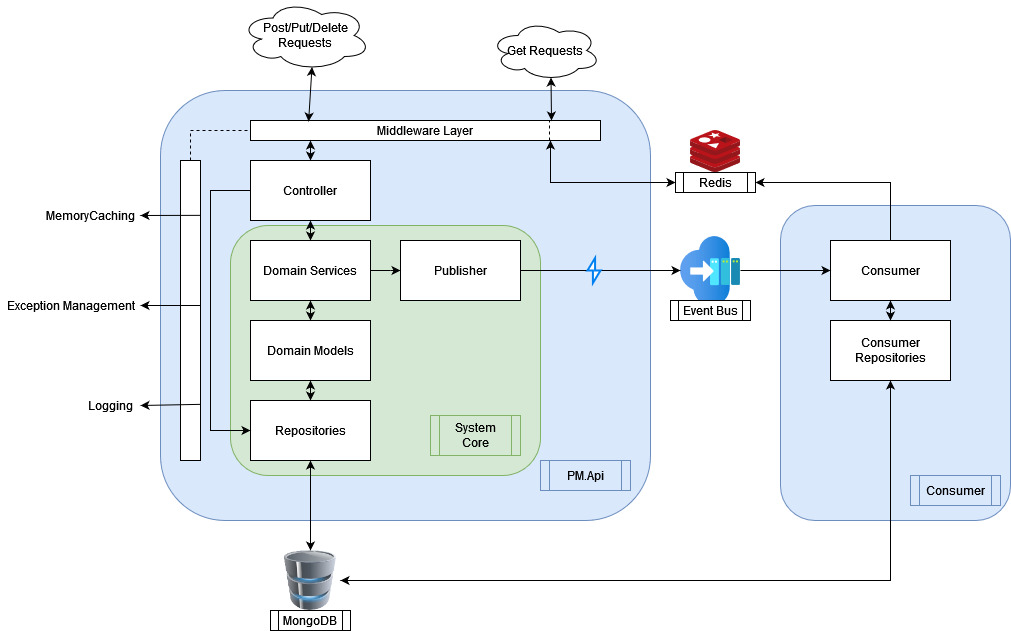 Post/Put/Delete
Requests
Get Requests
Middleware Layer
Controller
Redis
MemoryCaching
Domain Services
Publisher
Consumer
Event Bus
Exception Management
Domain Models
Consumer
Repositories
Logging
Repositories
System
Core
PM.Api
Consumer
MongoDB